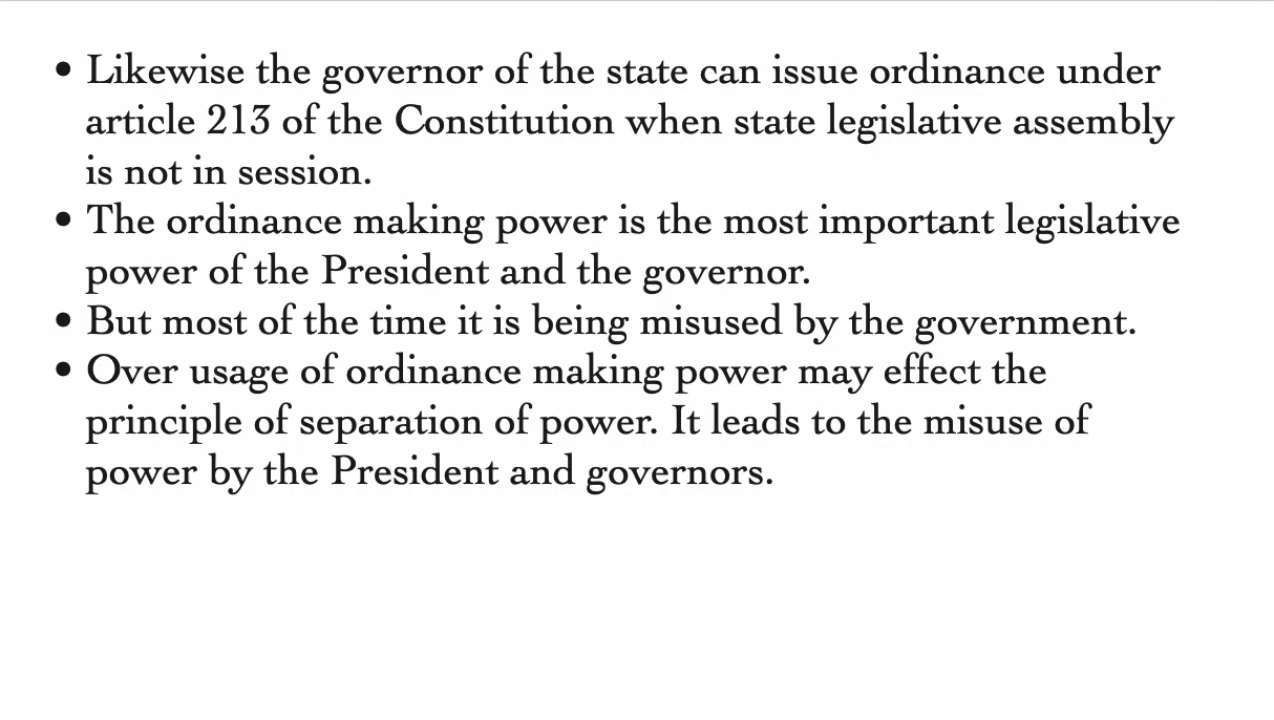 • Likewise the governor of the state can issue ordinance under
article 213 of the Constitution when state legislative assembly
is not in session.
• The ordinance making power is the most important legislative
power of the President and the governor.
• But most of the time it is being misused by the government.
• Over usage of ordinance making power may effect the
principle of separation of power. It leads to the misuse of
power by the President and governors.